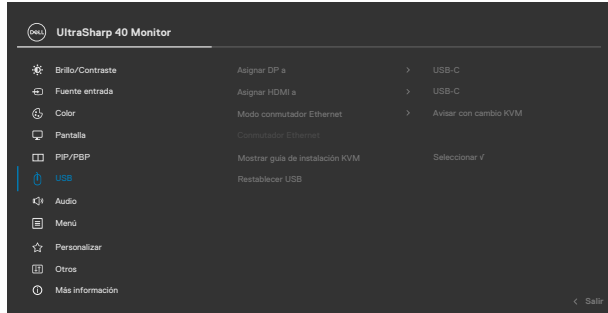 DELL UltraSharp 40 Monitor
Brillo/Contraste
Asignar DP a > USB-C
Fuente entrada
Asignar HDMI a > USB-C
Color
Modo conmutador Ethernet > Avisar con cambio KVM
Pantalla
Conmutador Ethernet
PIP/PBP
Mostrar guía de instalación KVM Seleccionar √
USB
Restablecer USB
Audio
Menú
Personalizar
Otros
Más información
< Salir